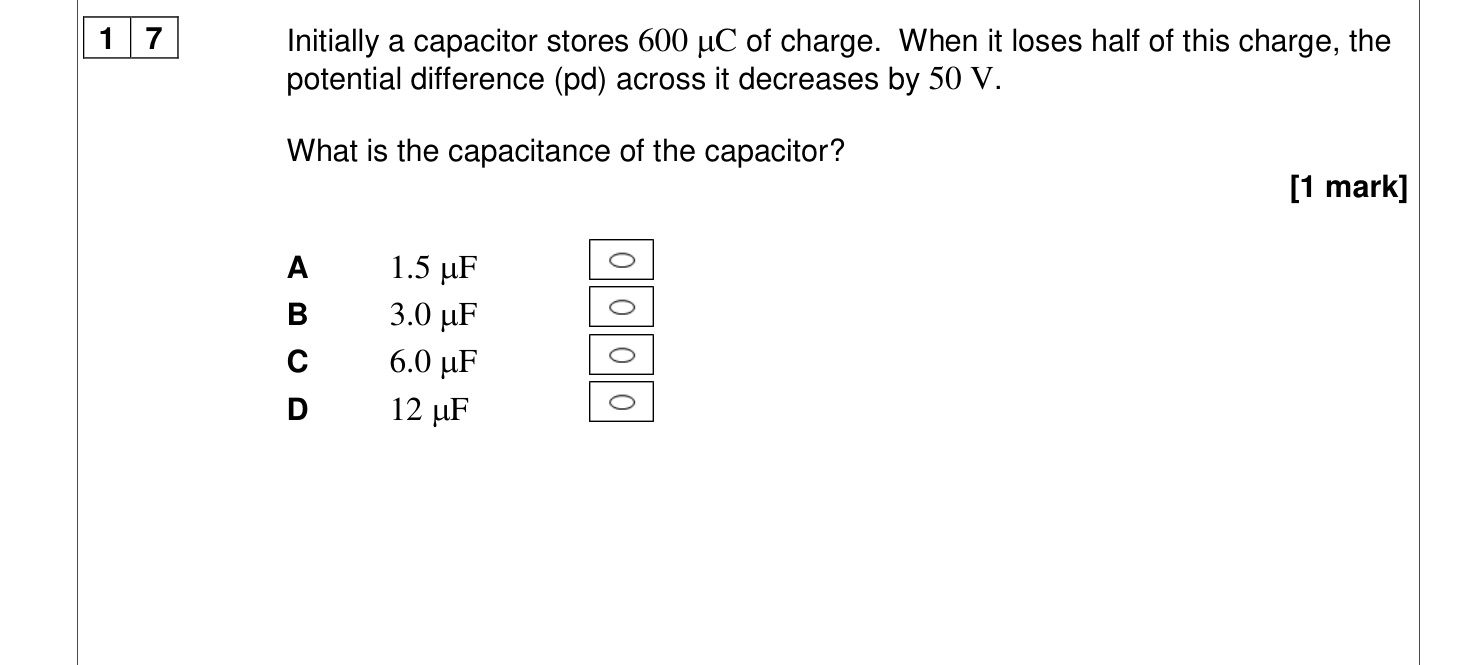 1 7 Initially a capacitor stores 600 μC of charge. When it loses half of this charge, the
potential difference (pd) across it decreases by 50 V.
What is the capacitance of the capacitor?
[1 mark]
A 1.5 μF
B 3.0 μF
C 6.0 μF
D 12 μF